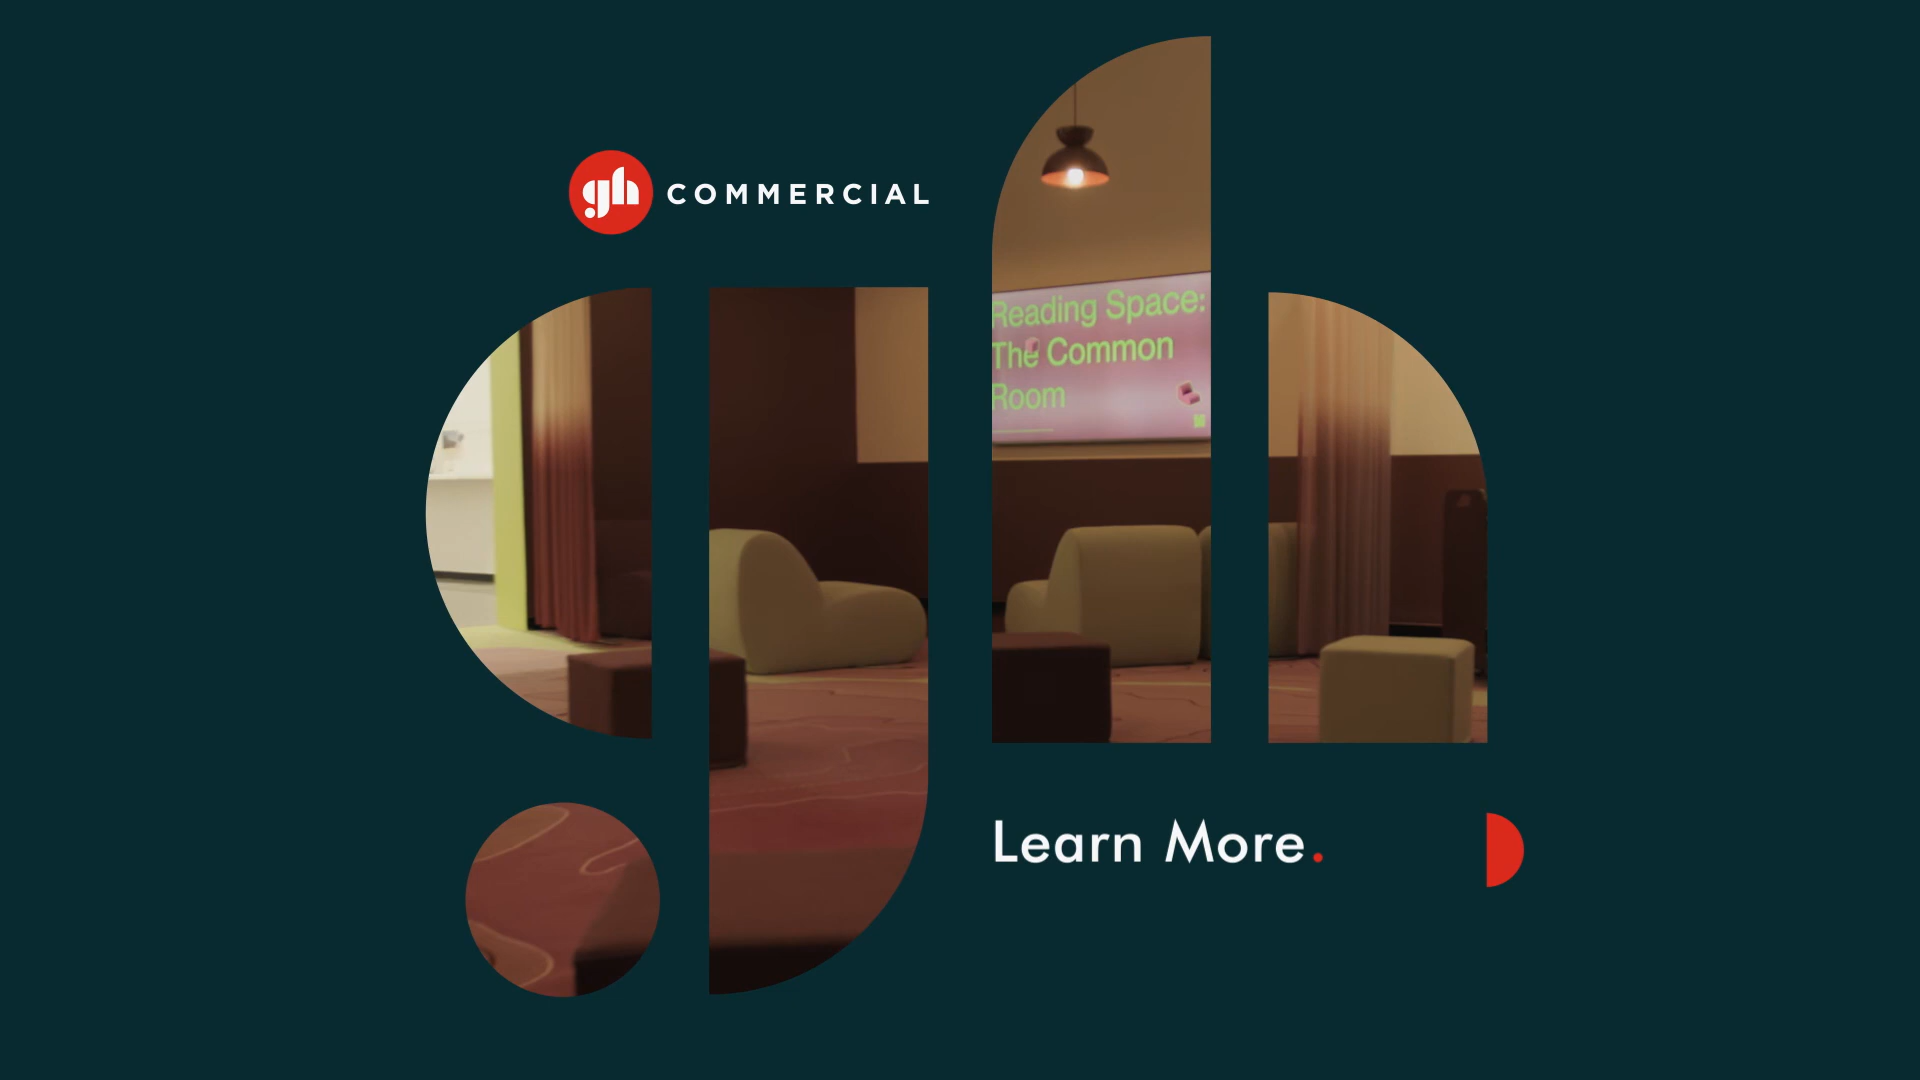 gh COMMERCIAL
Reading Space:
The Common
Room
Learn More.